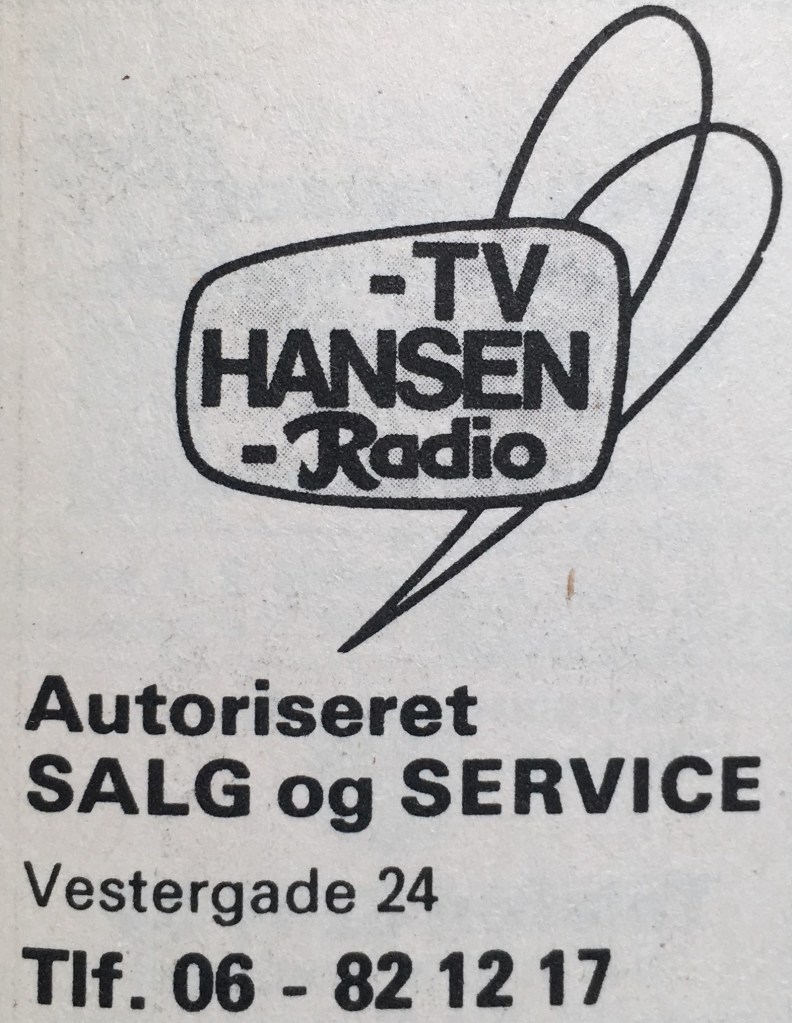 -TV
HANSEN
-Radio
Autoriseret
SALG og SERVICE
Vestergade 24
Tlf. 06 - 82 12 17